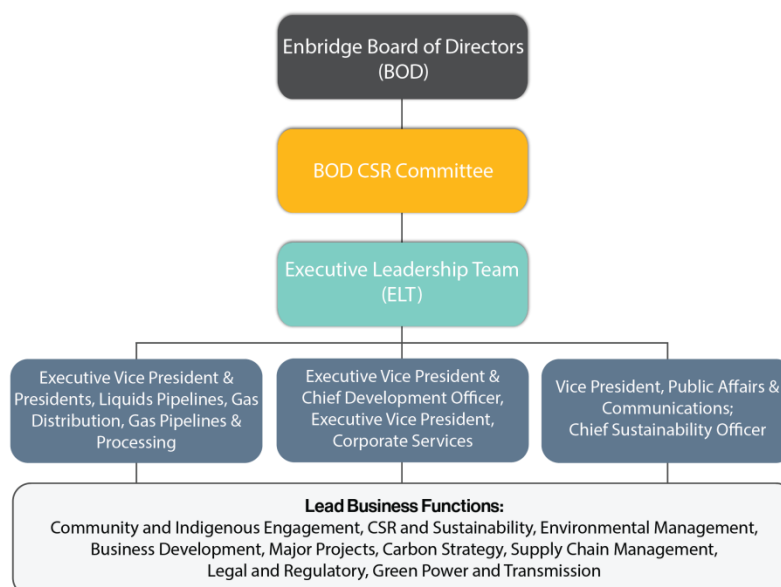 Enbridge Board of Directors
(BOD)
BOD CSR Committee
Executive Leadership Team
(ELT)
Executive Vice President &
Presidents, Liquids Pipelines, Gas
Distribution, Gas Pipelines &
Processing
Executive Vice President &
Chief Development Officer,
Executive Vice President,
Corporate Services
Vice President, Public Affairs &
Communications;
Chief Sustainability Officer
Lead Business Functions:
Community and Indigenous Engagement, CSR and Sustainability, Environmental Management,
Business Development, Major Projects, Carbon Strategy, Supply Chain Management,
Legal and Regulatory, Green Power and Transmission